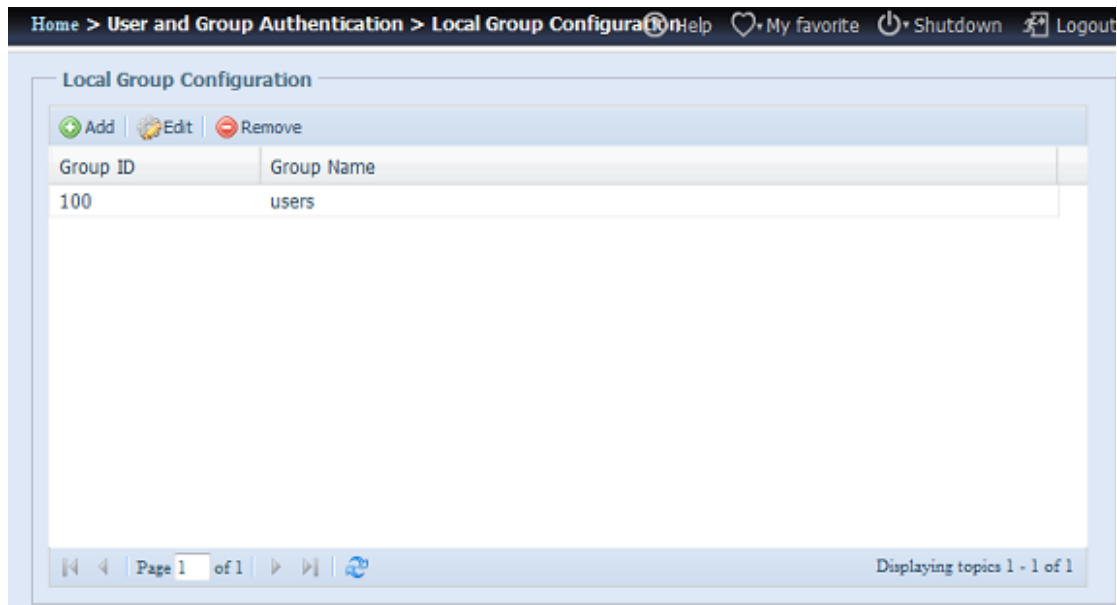 Home > User and Group Authentication > Local Group Configuration Help My favorite Shutdown Logout
Local Group Configuration
Add Edit Remove
Group ID Group Name
100 users
Page 1 of 1 Displaying topics 1 - 1 of 1